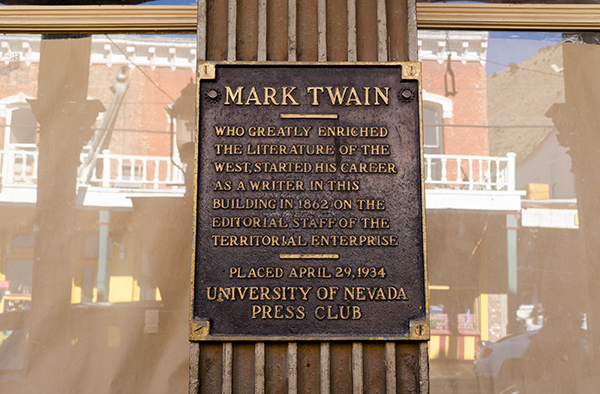 MARK TWAIN
WHO GREATLY ENRICHED
THE LITERATURE OF THE
WEST, STARTED HIS CAREER
AS A WRITER IN THIS
BUILDING IN 1862 ON THE
EDITORIAL STAFF OF THE
TERRITORIAL ENTERPRISE
PLACED APRIL 29, 1934
UNIVERSITY OF NEVADA
PRESS CLUB